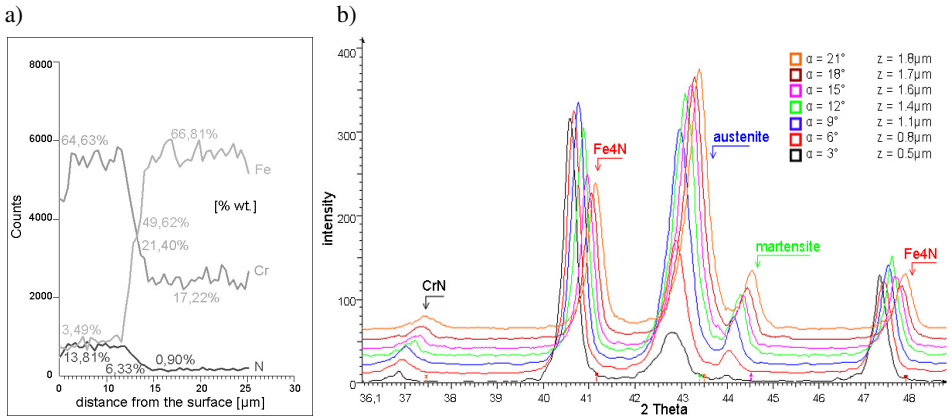 a)
8000
6000
4000
2000
0
Counts
64,63%
66,81%
Fe
[% wt.]
49,62%
21,40%
Cr
17,22%
3,49%
13,81%
6,33%
0,90%
N
0 5 10 15 20 25 30
distance from the surface [µm]
b)
400
300
200
100
0
intensity
α = 21° z = 1.8µm
α = 18° z = 1.7µm
α = 15° z = 1.6µm
α = 12° z = 1.4µm
α = 9° z = 1.1µm
α = 6° z = 0.8µm
α = 3° z = 0.5µm
Fe4N
austenite
martensite
Fe4N
CrN
36,1 37 38 39 40 41 42 43 44 45 46 47 48
2 Theta